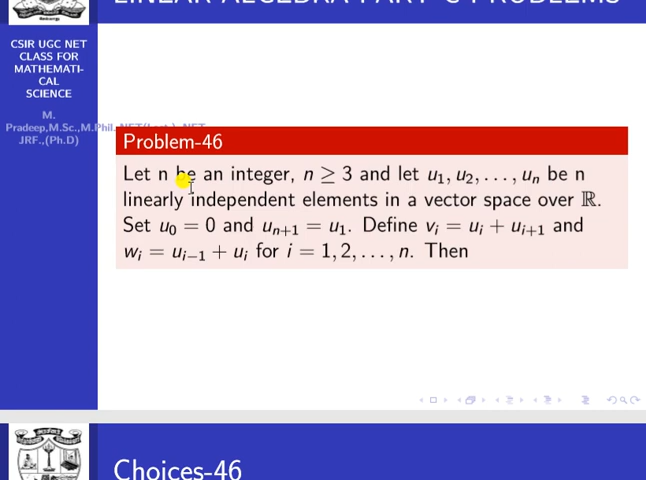 LINEAR ALGEBRA PART C PROBLEMS
CSIR UGC NET
CLASS FOR
MATHEMATI-
CAL
SCIENCE
M.
Pradeep,M.Sc.,M.Phil.,NET(Lect.),NET-
JRF.,(Ph.D)
Problem-46
Let n be an integer, n ≥ 3 and let u₁, u₂, . . . , uₙ be n
linearly independent elements in a vector space over ℝ.
Set u₀ = 0 and uₙ₊₁ = u₁. Define vᵢ = uᵢ + uᵢ₊₁ and
wᵢ = uᵢ₋₁ + uᵢ for i = 1, 2, . . . , n. Then
Choices-46